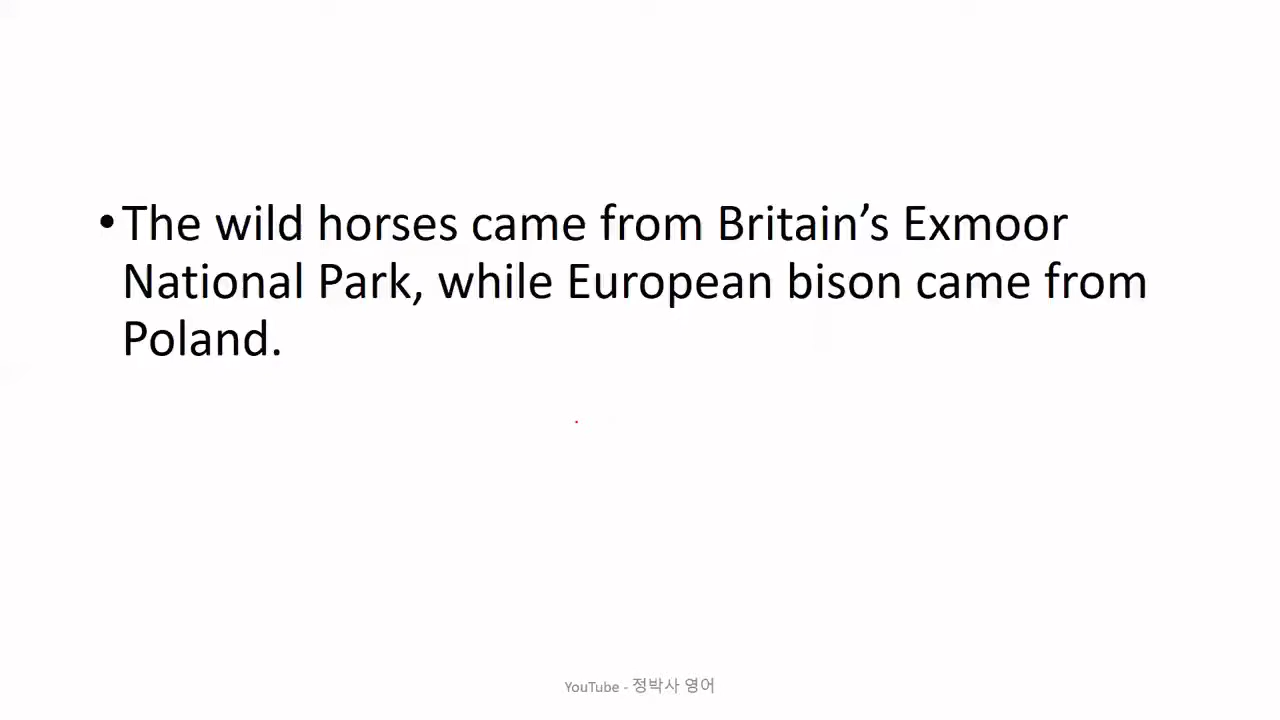 •The wild horses came from Britain’s Exmoor
National Park, while European bison came from
Poland.
YouTube - 정박사 영어